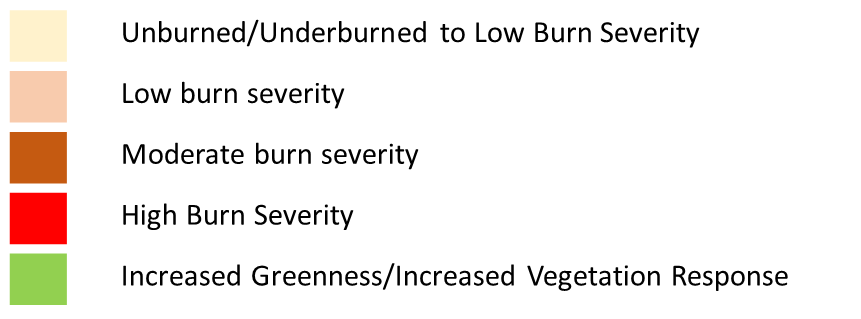 Unburned/Underburned to Low Burn Severity
Low burn severity
Moderate burn severity
High Burn Severity
Increased Greenness/Increased Vegetation Response